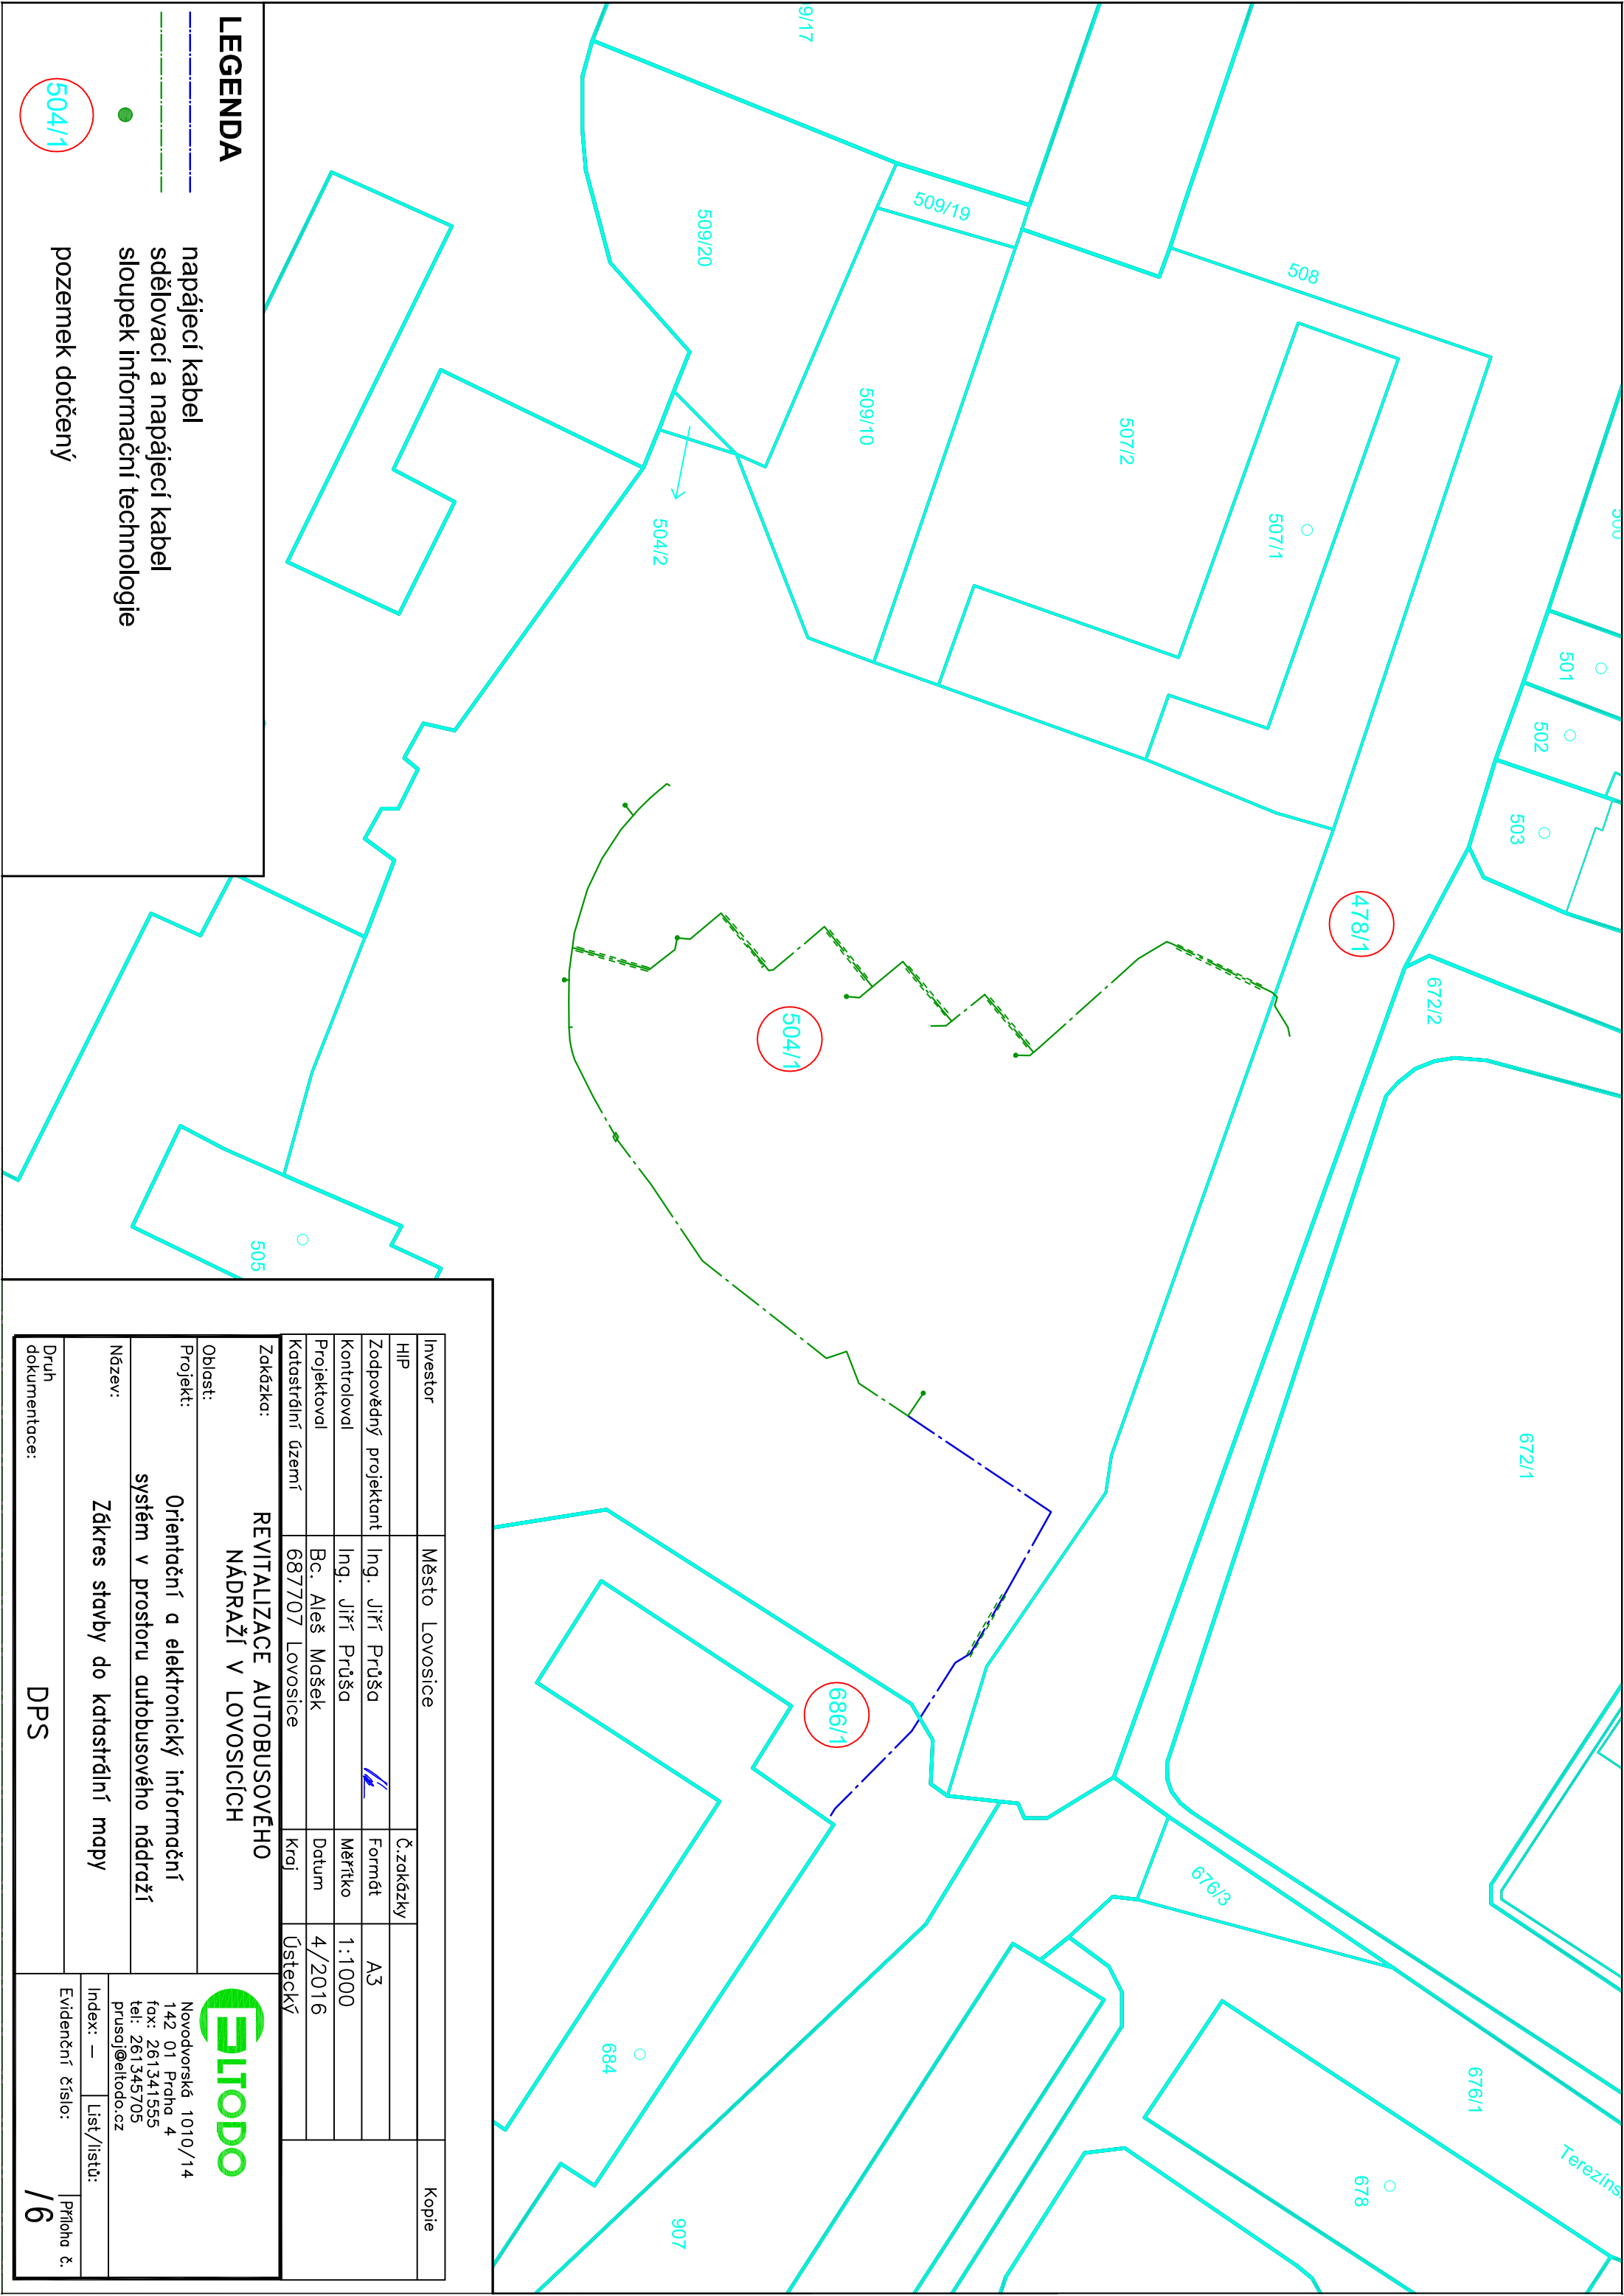 9/17
509/19
509/20
508
509/10
507/2
507/1
504/2
501
502
503
478/1
672/2
504/1
672/1
505
686/1
676/3
684
676/1
678
907
LEGENDA
napájecí kabel
sdělovací a napájecí kabel
sloupek informační technologie
504/1 pozemek dotčený
Investor Město Lovosice Kopie
HIP Č.zakázky
Zodpovědný projektant Ing. Jiří Průša Formát A3
Kontroloval Ing. Jiří Průša Měřítko 1:1000
Projektoval Bc. Aleš Mašek Datum 4/2016
Katastrální území 687707 Lovosice Kraj Ústecký
Zakázka: REVITALIZACE AUTOBUSOVÉHO
NÁDRAŽÍ V LOVOSICÍCH
Oblast:
Projekt: Orientační a elektronický informační
systém v prostoru autobusového nádraží
Název: Zákres stavby do katastrální mapy
Druh
dokumentace: DPS
ELTODO
Novodvorská 1010/14
142 01 Praha 4
fax: 261341555
tel: 261345705
prusaj@eltodo.cz
Index: – List/listů:
Evidenční číslo: Příloha č.
/6